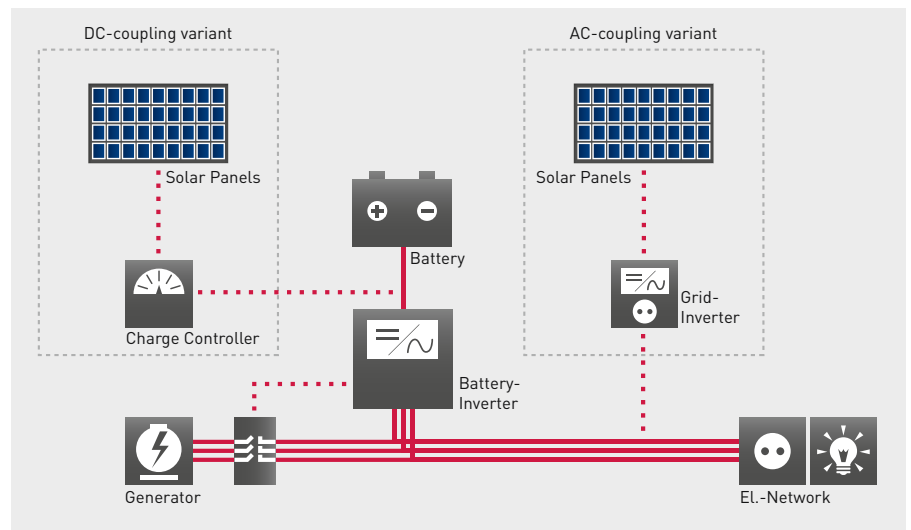 DC-coupling variant
AC-coupling variant
Solar Panels
Solar Panels
Battery
Charge Controller
Grid-
Inverter
Battery-
Inverter
Generator
El.-Network